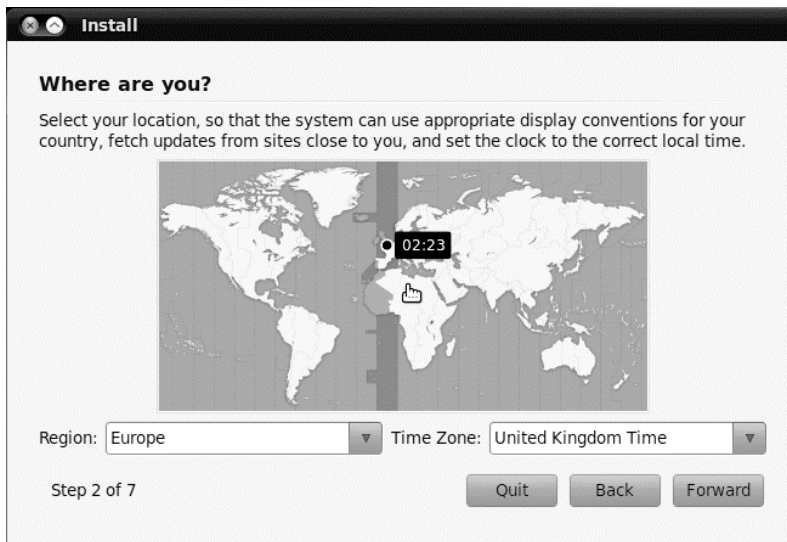 Install
Where are you?
Select your location, so that the system can use appropriate display conventions for your
country, fetch updates from sites close to you, and set the clock to the correct local time.
02:23
Region: Europe Time Zone: United Kingdom Time
Step 2 of 7 Quit Back Forward